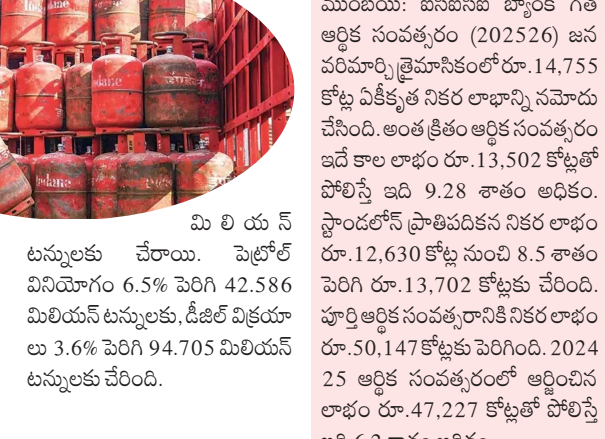 indane
indane
మి లి య న్
టన్నులకు చేరాయి. పెట్రోల్
వినియోగం 6.5% పెరిగి 42.586
మిలియన్ టన్నులకు, డీజిల్ విక్రయా
లు 3.6% పెరిగి 94.705 మిలియన్
టన్నులకు చేరింది.
ముంబయి: ఐసిఐసిఐ బ్యాంక్ గత
ఆర్థిక సంవత్సరం (202526) జన
వరిమార్చి త్రైమాసికంలో రూ.14,755
కోట్ల ఏకీకృత నికర లాభాన్ని నమోదు
చేసింది. అంతక్రితం ఆర్థిక సంవత్సరం
ఇదే కాల లాభం రూ.13,502 కోట్లతో
పోలిస్తే ఇది 9.28 శాతం అధికం.
స్టాండలోన్ ప్రాతిపదికన నికర లాభం
రూ.12,630 కోట్ల నుంచి 8.5 శాతం
పెరిగి రూ.13,702 కోట్లకు చేరింది.
పూర్తి ఆర్థిక సంవత్సరానికి నికర లాభం
రూ.50,147 కోట్లకు పెరిగింది. 2024
25 ఆర్థిక సంవత్సరంలో ఆర్జించిన
లాభం రూ.47,227 కోట్లతో పోలిస్తే